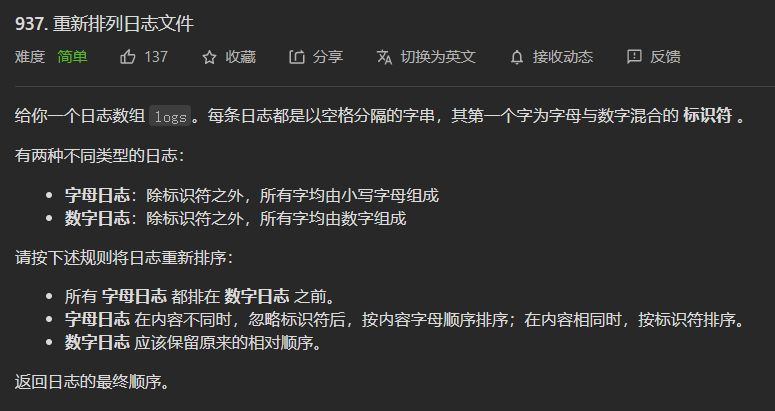 937. 重新排列日志文件
难度 简单 137 收藏 分享 切换为英文 接收动态 反馈
给你一个日志数组 logs。每条日志都是以空格分隔的字串，其第一个字为字母与数字混合的 标识符 。
有两种不同类型的日志：
• 字母日志：除标识符之外，所有字均由小写字母组成
• 数字日志：除标识符之外，所有字均由数字组成
请按下述规则将日志重新排序：
• 所有 字母日志 都排在 数字日志 之前。
• 字母日志 在内容不同时，忽略标识符后，按内容字母顺序排序；在内容相同时，按标识符排序。
• 数字日志 应该保留原来的相对顺序。
返回日志的最终顺序。